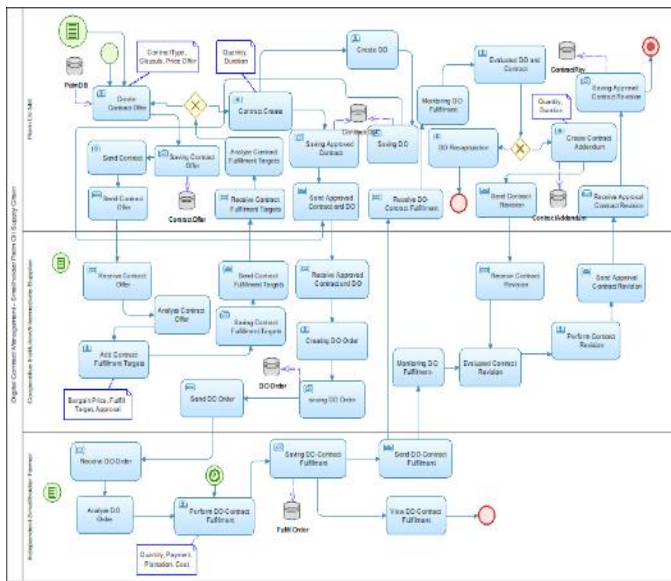 Digital Contract Management - Smallholder Palm Oil Supply Chain
Palm Oil Mill
Contract Type,
Clausuls, Price Offer
Quantity,
Duration
Palm DB
Create
Contract Offer
Contract Create
Create DO
Evaluated DO and
Contract
Monitoring DO
Fulfillment
Saving Approved
Contract Revision
Quantity,
Duration
Send Contract
Saving Contract
Offer
Analyze Contract
Fulfillment Targets
Saving Approved
Contract
Saving DO
DO Recapitulation
Create Contract
Addendum
Send Contract
Offer
Contract Offer
Receive Contract
Fulfillment Targets
Send Approved
Contract and DO
Receive DO-
Contract Fulfillment
Send Contract
Revision
Contract Addendum
Receive Approval
Contract Revision
Receive Contract
Offer
Send Contract
Fulfillment Targets
Receive Approved
Contract and DO
Receive Contract
Revision
Send Approval
Contract Revision
Analyze Contract
Offer
Saving Contract
Fulfillment Targets
Creating DO Order
Add Contract
Fulfillment Targets
Perform Contract
Revision
DO Order
Monitoring DO
Fulfillment
Evaluated Contract
Revision
Bargain Price, Fulfill
Target, Approval
Send DO Order
Saving DO Order
Independent Smallholder Farmer
Receive DO Order
Saving DO-Contract
Fulfillment
Send DO-Contract
Fulfillment
Analyze DO
Order
Perform DO-Contract
Fulfillment
Fulfill Order
View DO-Contract
Fulfillment
Quantity, Payment,
Plantation, Cost